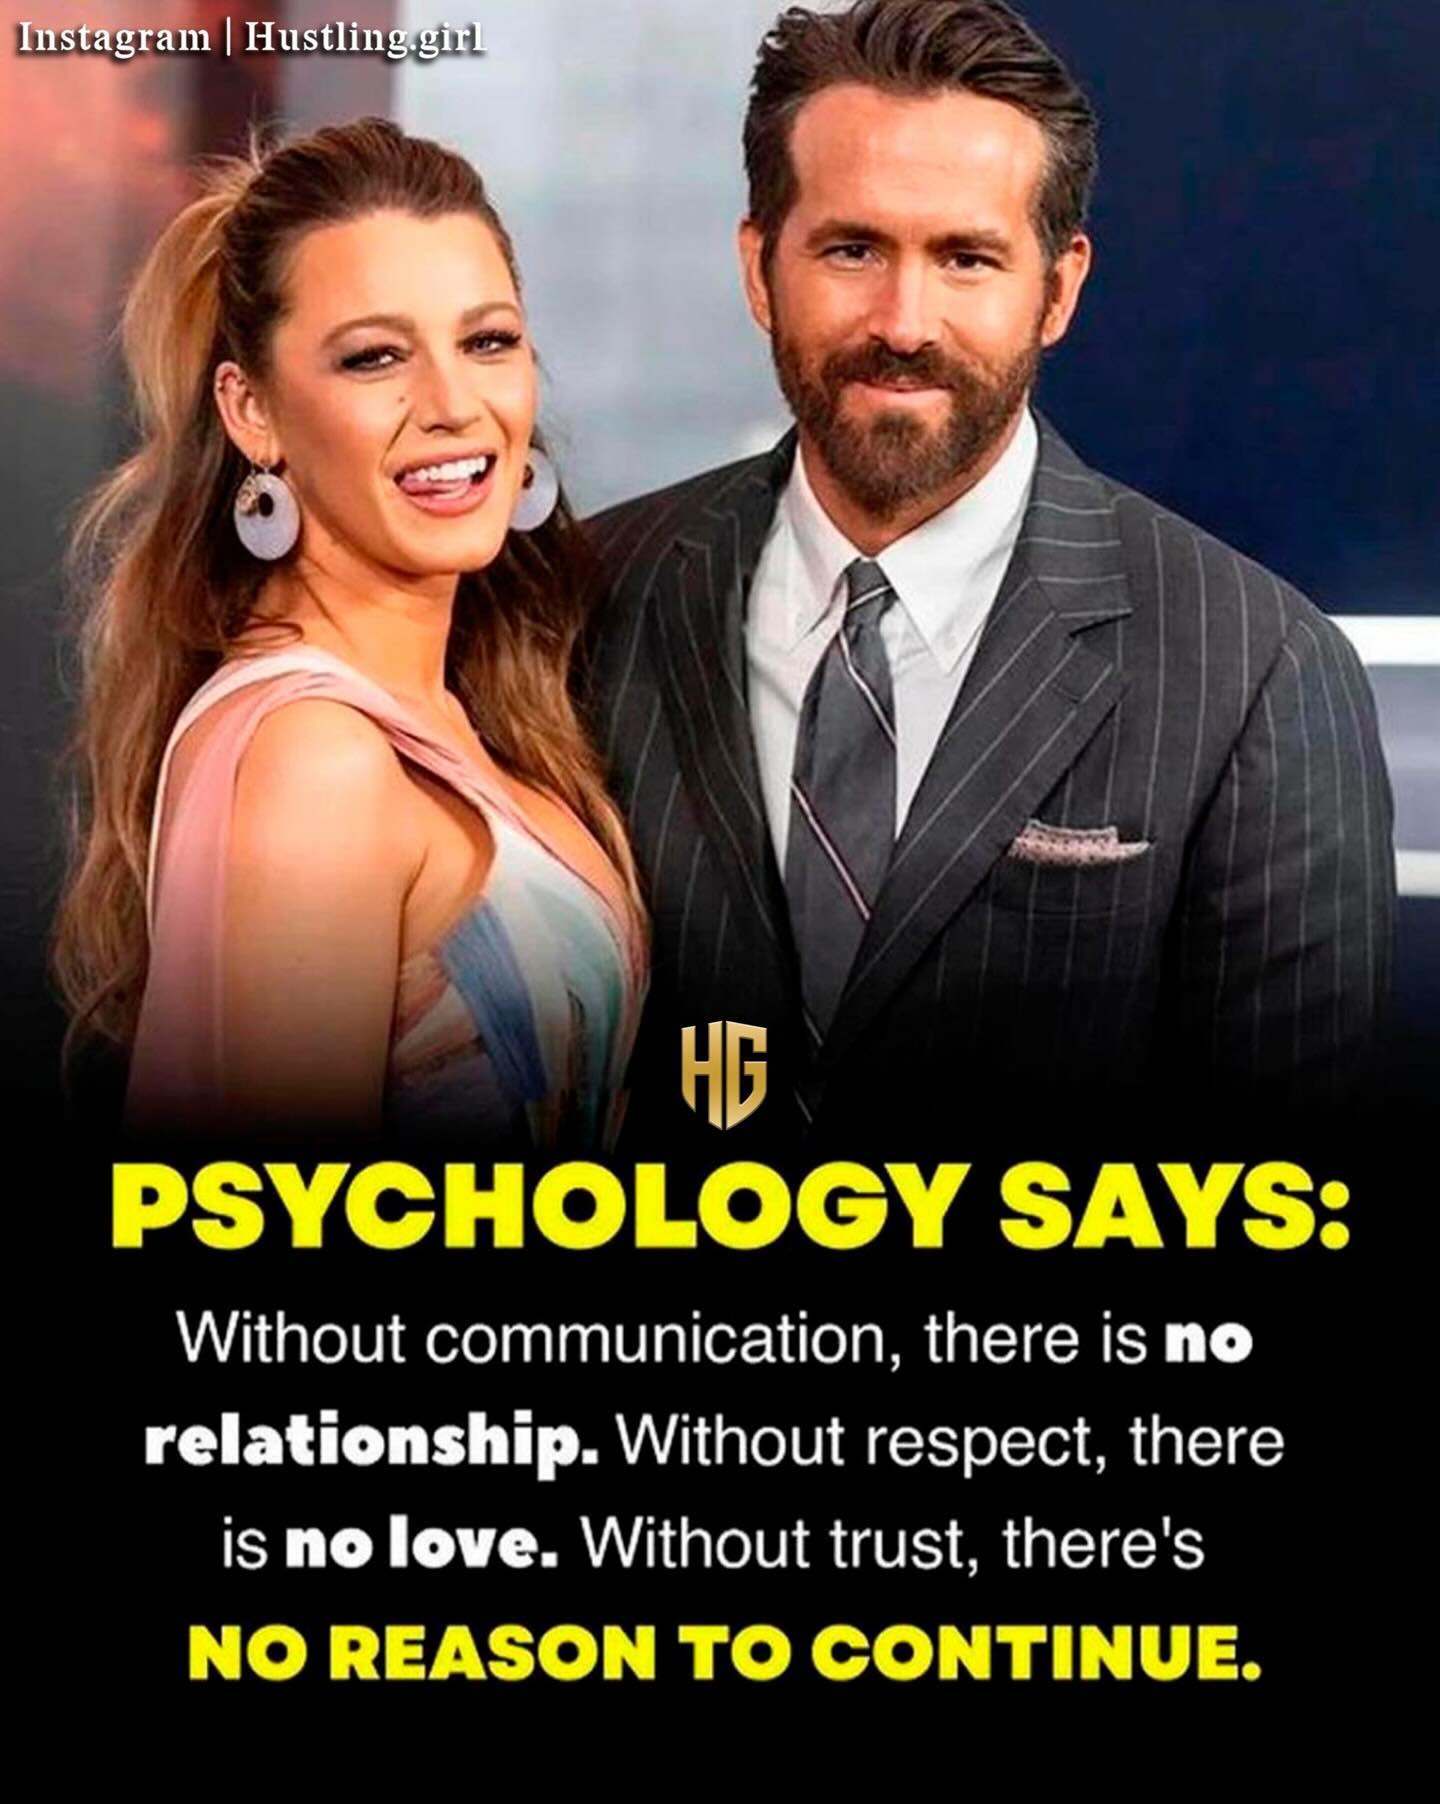 Instagram | Hustling.girl
HG
PSYCHOLOGY SAYS:
Without communication, there is no
relationship. Without respect, there
is no love. Without trust, there's
NO REASON TO CONTINUE.